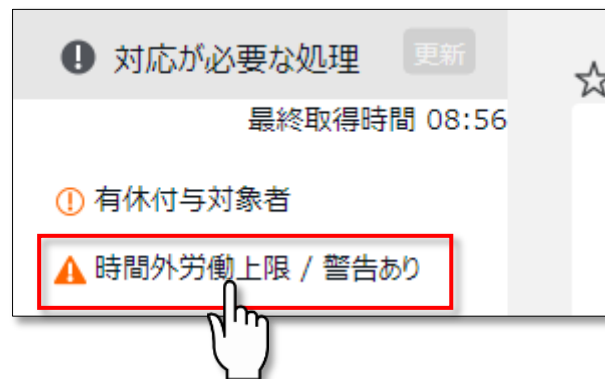 対応が必要な処理 更新
最終取得時間 08:56
有休付与対象者
時間外労働上限 / 警告あり